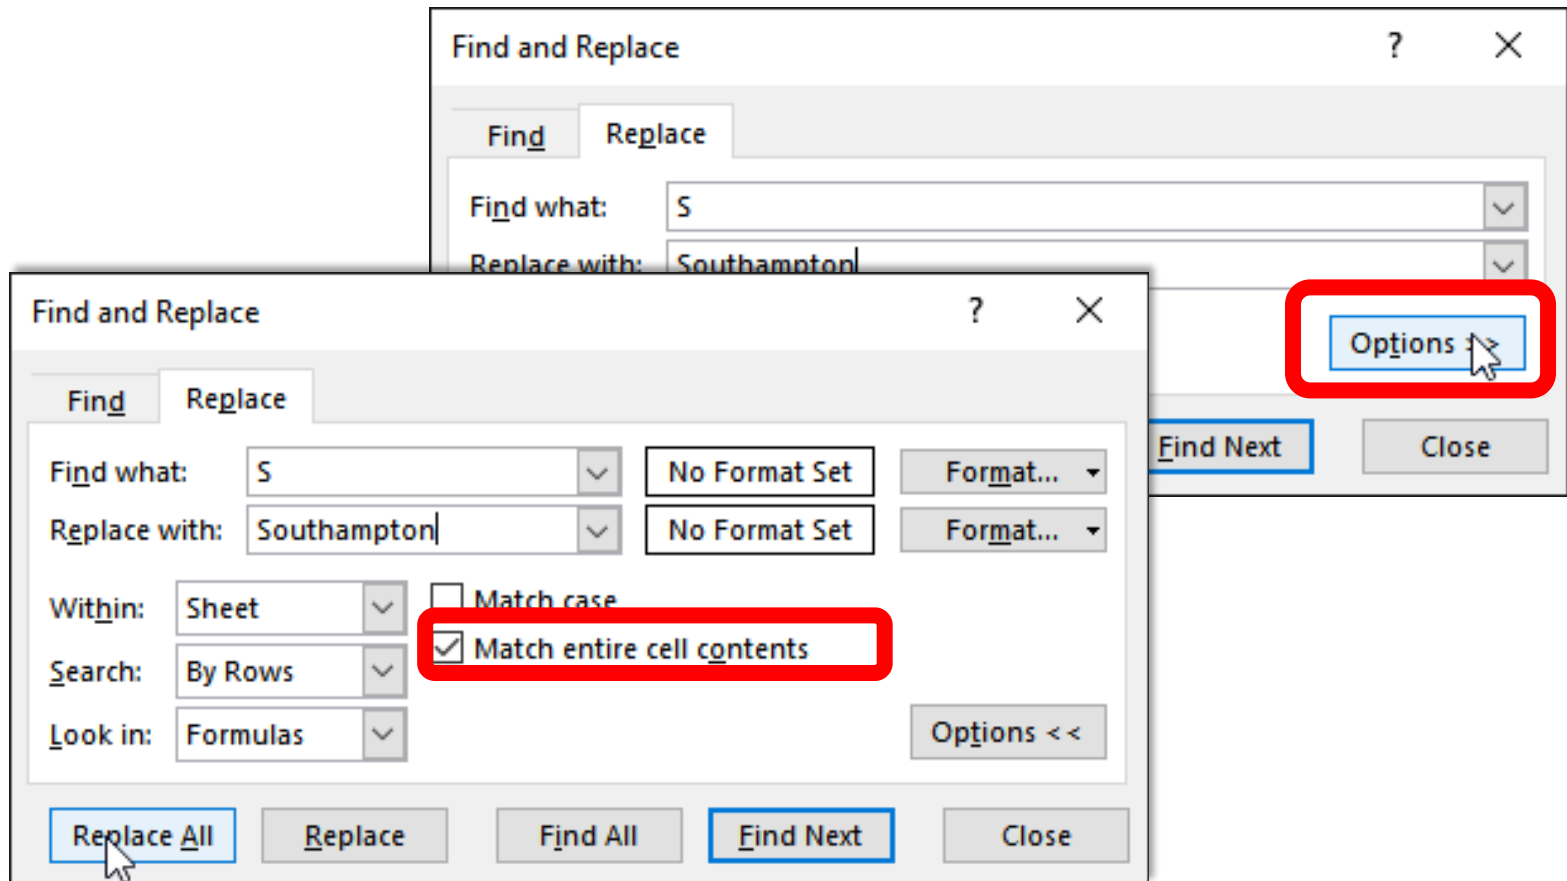 Find and Replace ?
Find Replace
Find what: S
Replace with: Southampton
Options >>
Find Next Close
Find and Replace ?
Find Replace
Find what: S No Format Set Format...
Replace with: Southampton No Format Set Format...
Within: Sheet Match case
Match entire cell contents
Search: By Rows
Look in: Formulas Options <<
Replace All Replace Find All Find Next Close